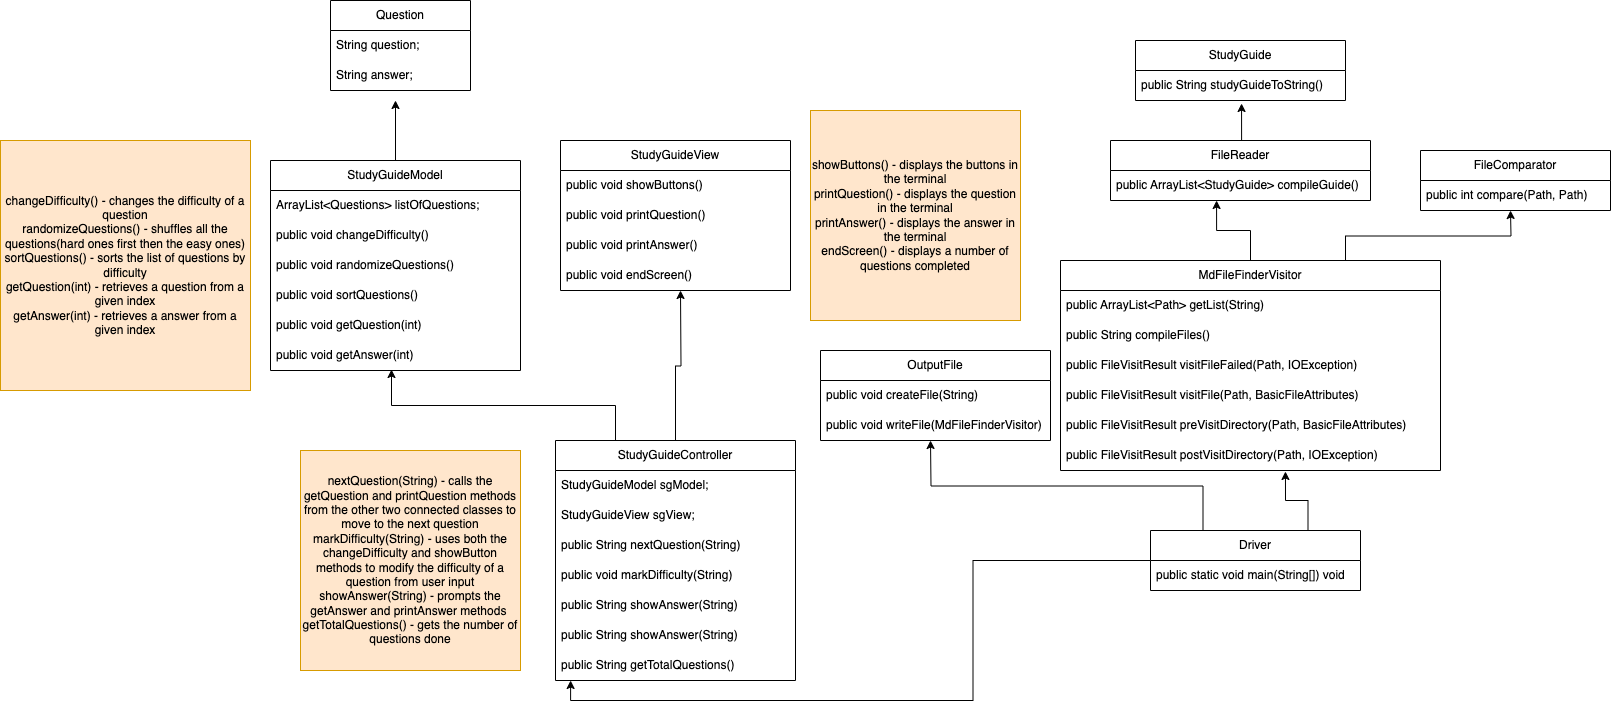 Question
String question;
String answer;
StudyGuide
public String studyGuideToString()
changeDifficulty() - changes the difficulty of a
question
randomizeQuestions() - shuffles all the
questions(hard ones first then the easy ones)
sortQuestions() - sorts the list of questions by
difficulty
getQuestion(int) - retrieves a question from a
given index
getAnswer(int) - retrieves a answer from a
given index
StudyGuideModel
ArrayList<Questions> listOfQuestions;
public void changeDifficulty()
public void randomizeQuestions()
public void sortQuestions()
public void getQuestion(int)
public void getAnswer(int)
StudyGuideView
public void showButtons()
public void printQuestion()
public void printAnswer()
public void endScreen()
showButtons() - displays the buttons in
the terminal
printQuestion() - displays the question
in the terminal
printAnswer() - displays the answer in
the terminal
endScreen() - displays a number of
questions completed
FileReader
public ArrayList<StudyGuide> compileGuide()
FileComparator
public int compare(Path, Path)
MdFileFinderVisitor
public ArrayList<Path> getList(String)
public String compileFiles()
public FileVisitResult visitFileFailed(Path, IOException)
public FileVisitResult visitFile(Path, BasicFileAttributes)
public FileVisitResult preVisitDirectory(Path, BasicFileAttributes)
public FileVisitResult postVisitDirectory(Path, IOException)
OutputFile
public void createFile(String)
public void writeFile(MdFileFinderVisitor)
nextQuestion(String) - calls the
getQuestion and printQuestion methods
from the other two connected classes to
move to the next question
markDifficulty(String) - uses both the
changeDifficulty and showButton
methods to modify the difficulty of a
question from user input
showAnswer(String) - prompts the
getAnswer and printAnswer methods
getTotalQuestions() - gets the number of
questions done
StudyGuideController
StudyGuideModel sgModel;
StudyGuideView sgView;
public String nextQuestion(String)
public void markDifficulty(String)
public String showAnswer(String)
public String showAnswer(String)
public String getTotalQuestions()
Driver
public static void main(String[]) void